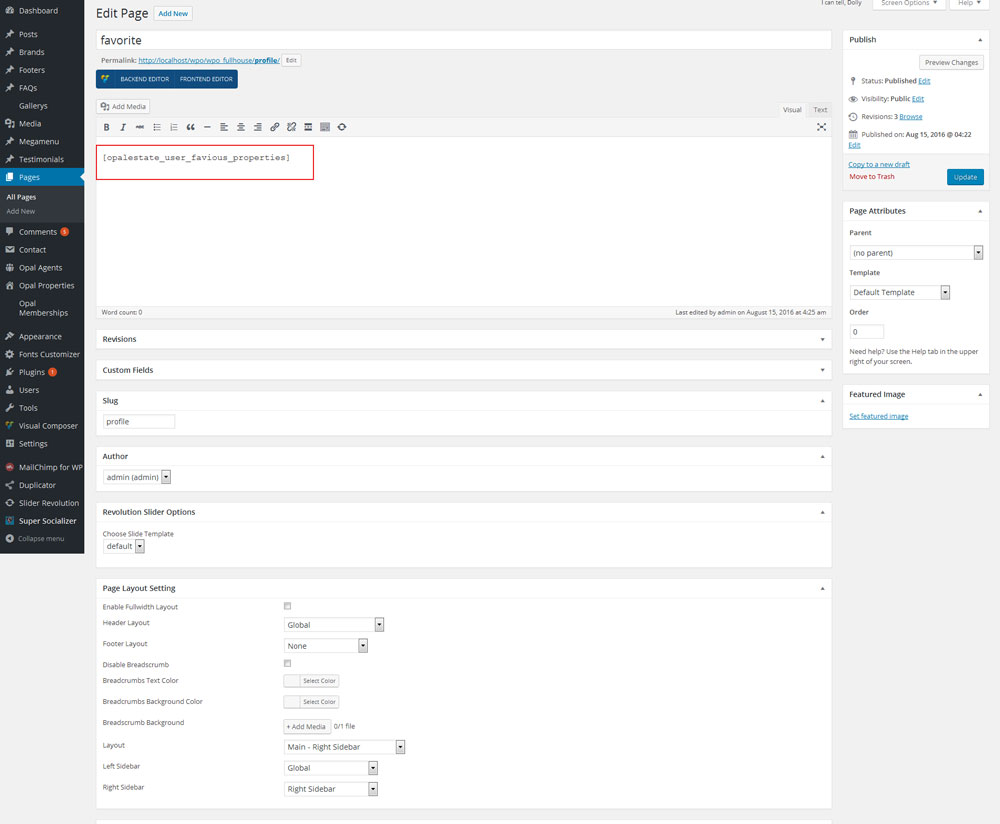 Dashboard
Posts
Brands
Footers
FAQs
Gallerys
Media
Megamenu
Testimonials
Pages
All Pages
Add New
Comments 5
Contact
Opal Agents
Opal Properties
Opal
Memberships
Appearance
Fonts Customizer
Plugins 1
Users
Tools
Visual Composer
Settings
MailChimp for WP
Duplicator
Slider Revolution
Super Socializer
Collapse menu
I can tell, Dolly
Screen Options
Help
Edit Page Add New
favorite
Permalink: http://localhost/wpo/wpo_fullhouse/profile/ Edit
BACKEND EDITOR FRONTEND EDITOR
Add Media
Visual Text
B I ABC
[opalestate_user_favious_properties]
Word count: 0 Last edited by admin on August 15, 2016 at 4:25 am
Revisions
Custom Fields
Slug
profile
Author
admin (admin)
Revolution Slider Options
Choose Slide Template
default
Page Layout Setting
Enable Fullwidth Layout
Header Layout Global
Footer Layout None
Disable Breadscrumb
Breadcrumbs Text Color Select Color
Breadcrumbs Background Color Select Color
Breadscrumb Background + Add Media 0/1 file
Layout Main - Right Sidebar
Left Sidebar Global
Right Sidebar Right Sidebar
Publish
Preview Changes
Status: Published Edit
Visibility: Public Edit
Revisions: 3 Browse
Published on: Aug 15, 2016 @ 04:22
Edit
Copy to a new draft
Move to Trash Update
Page Attributes
Parent
(no parent)
Template
Default Template
Order
0
Need help? Use the Help tab in the upper
right of your screen.
Featured Image
Set featured image